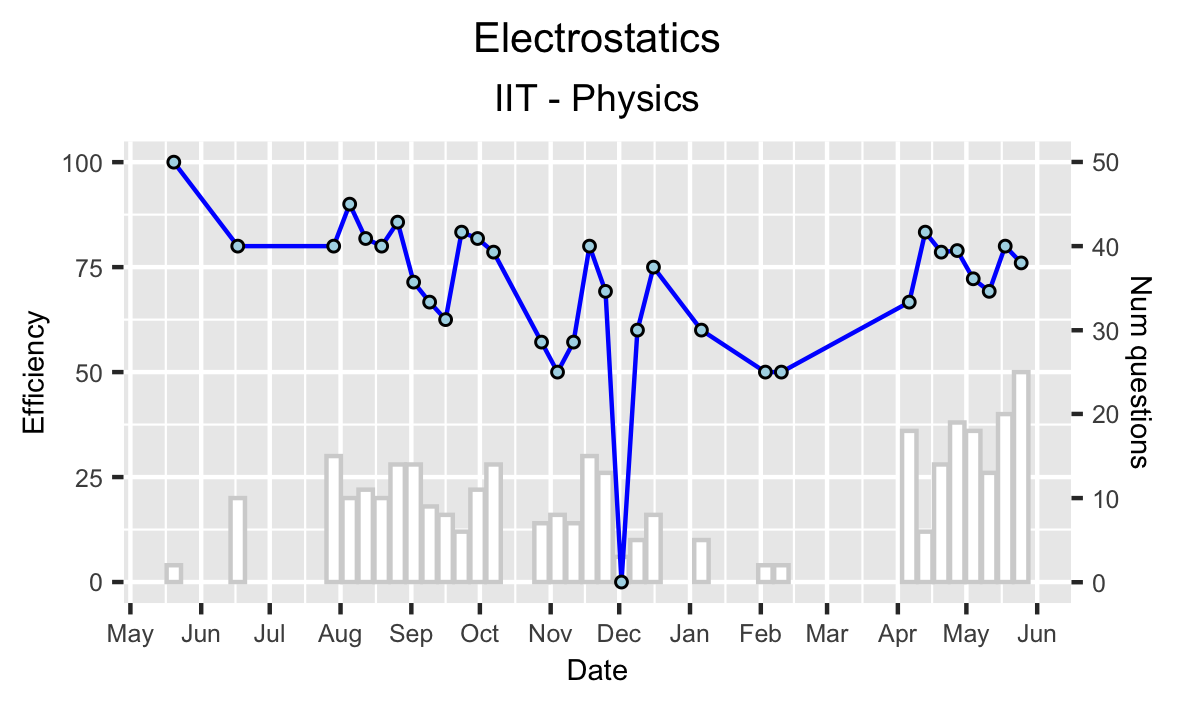 Electrostatics
IIT - Physics
100
75
50
25
0
Efficiency
50
40
30
20
10
0
Num questions
May Jun Jul Aug Sep Oct Nov Dec Jan Feb Mar Apr May Jun
Date